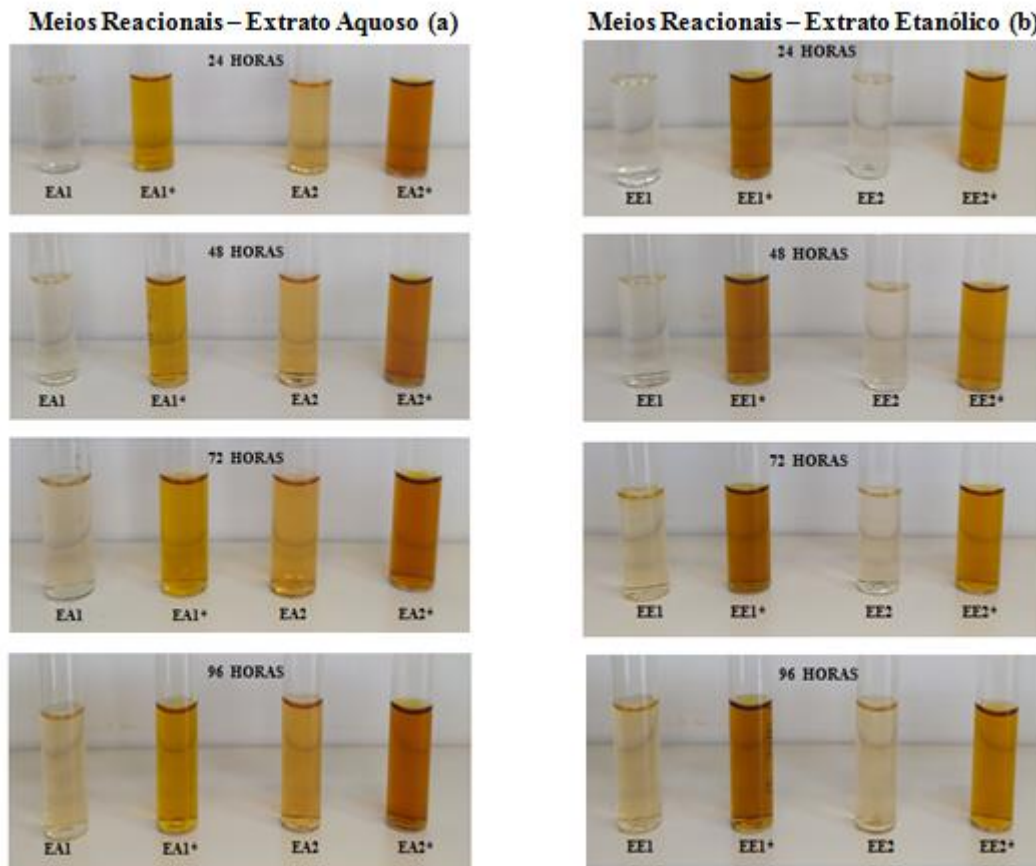 Meios Reacionais – Extrato Aquoso (a)
24 HORAS
EA1 EA1* EA2 EA2*
48 HORAS
EA1 EA1* EA2 EA2*
72 HORAS
EA1 EA1* EA2 EA2*
96 HORAS
EA1 EA1* EA2 EA2*
Meios Reacionais – Extrato Etanólico (b)
24 HORAS
EE1 EE1* EE2 EE2*
48 HORAS
EE1 EE1* EE2 EE2*
72 HORAS
EE1 EE1* EE2 EE2*
96 HORAS
EE1 EE1* EE2 EE2*